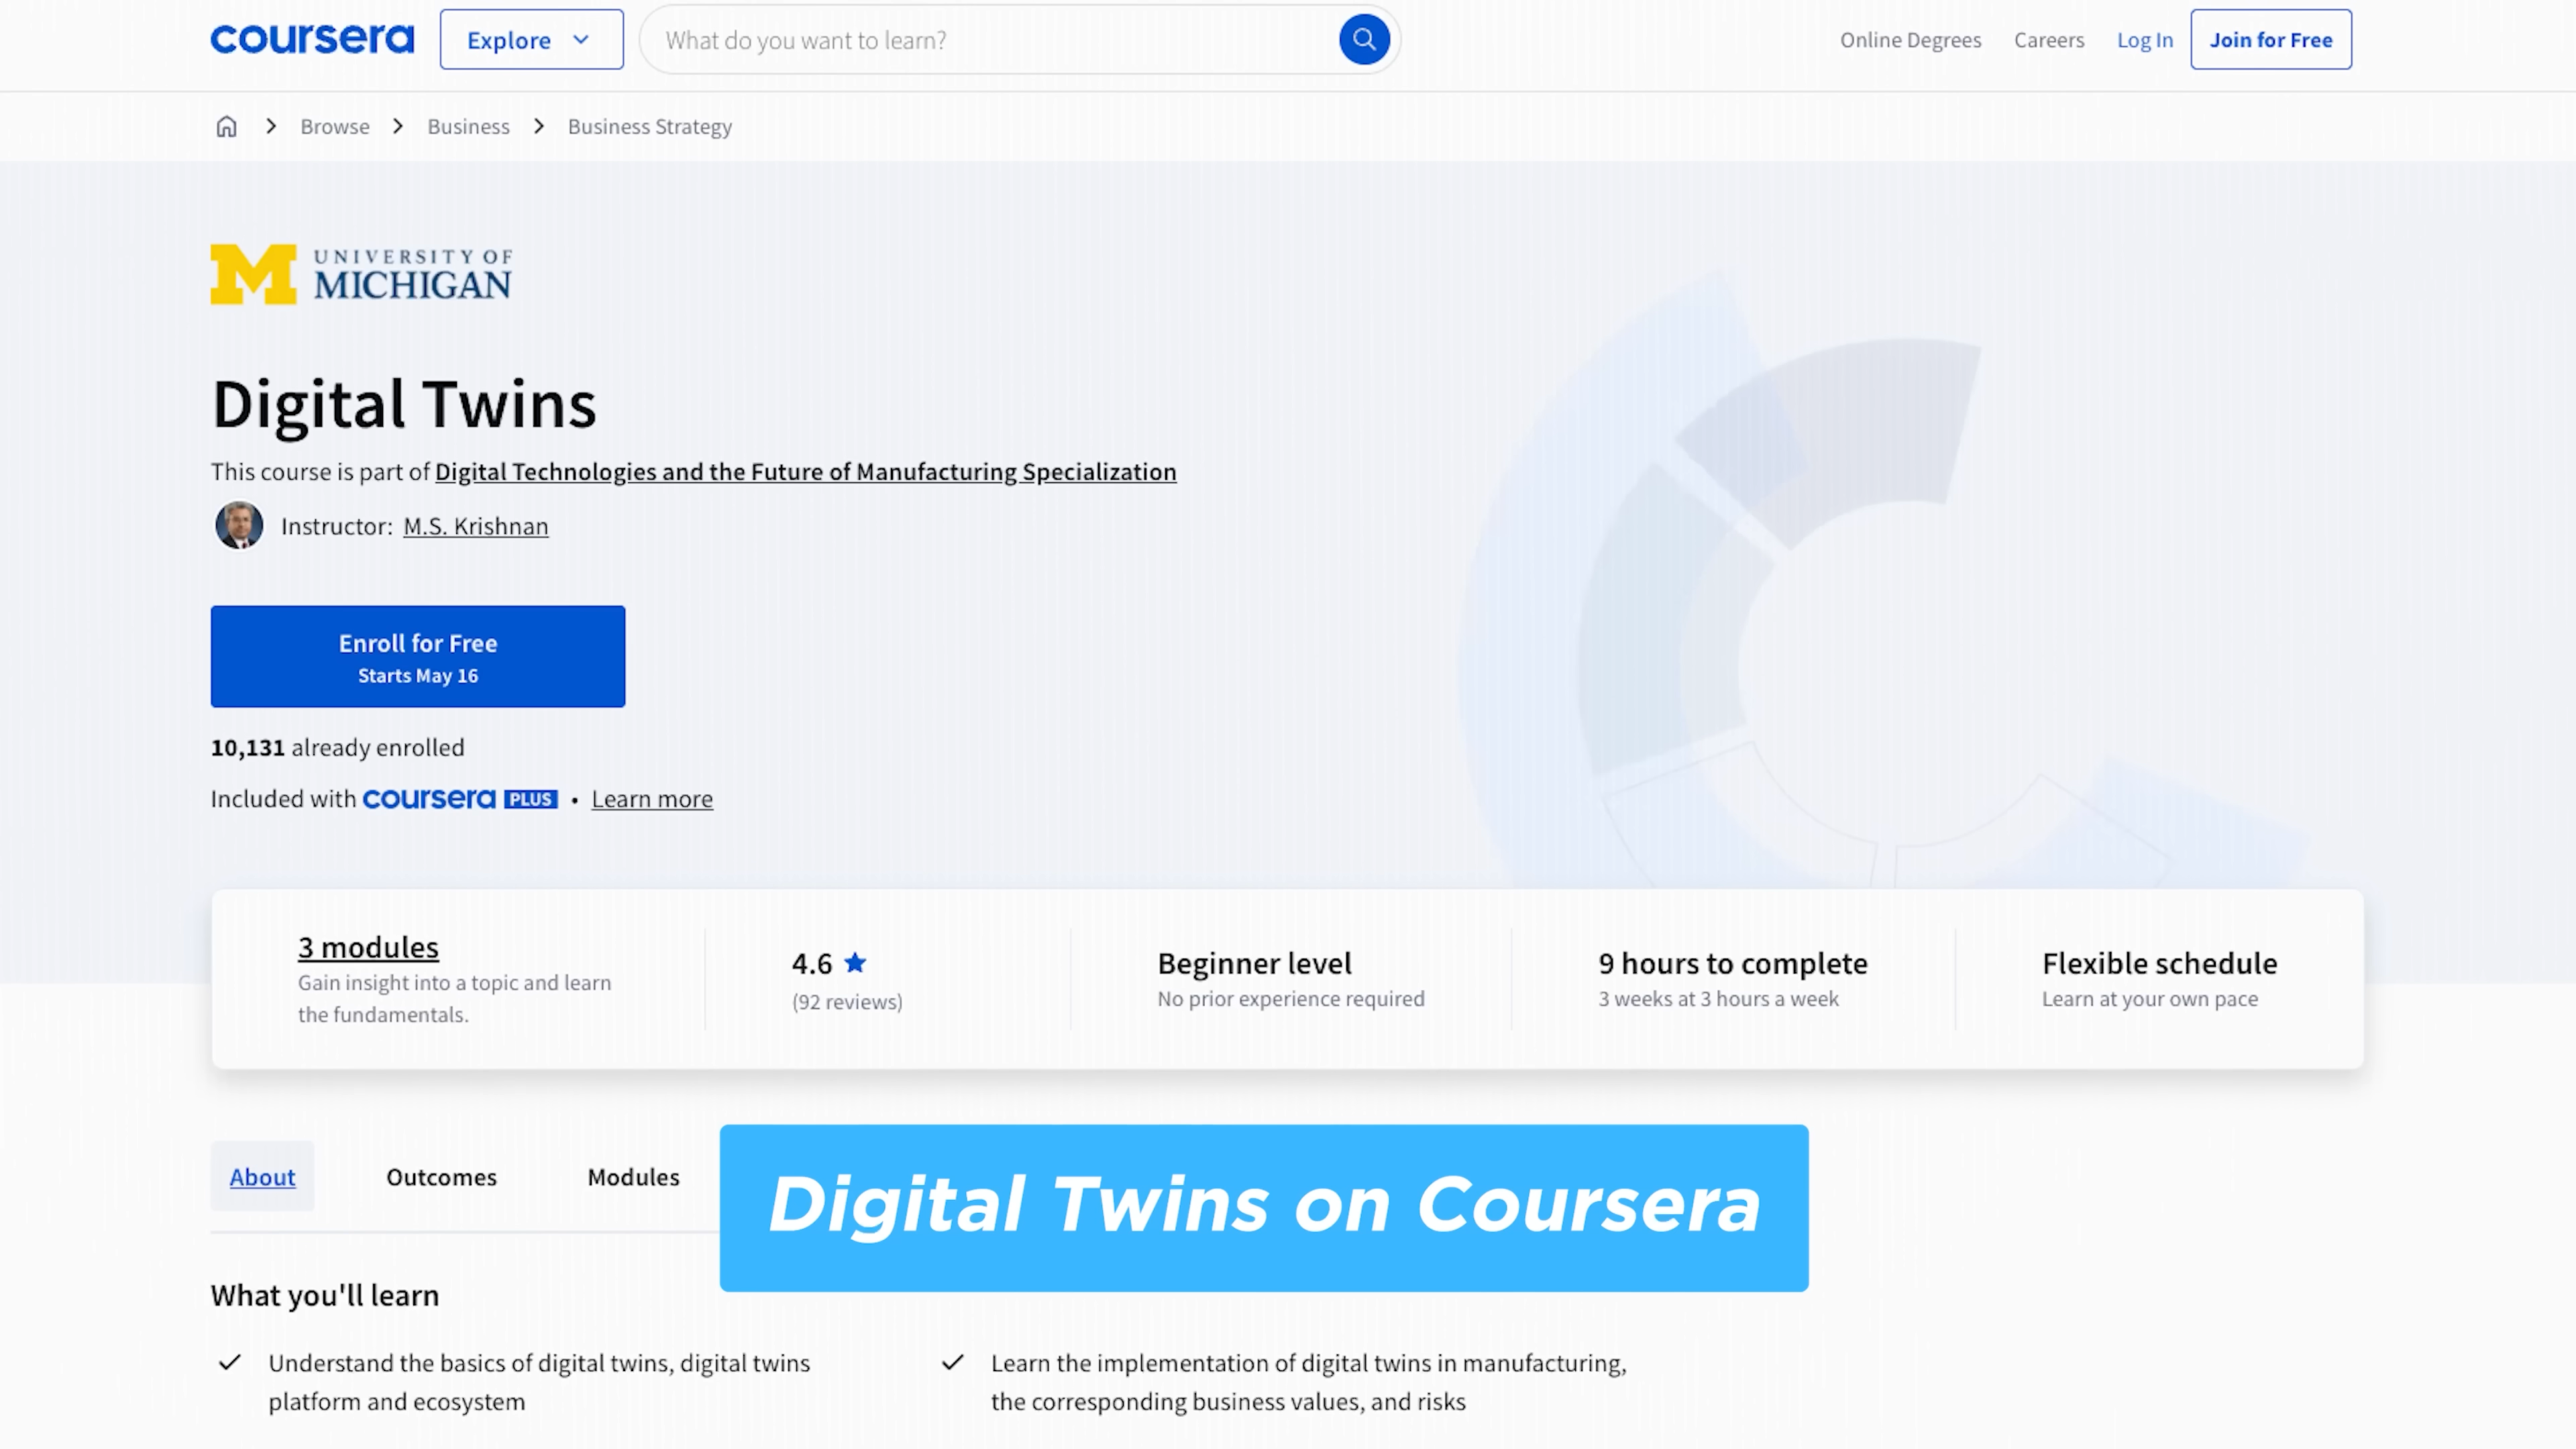 coursera
Explore
What do you want to learn?
Online Degrees
Careers
Log In
Join for Free
Browse
Business
Business Strategy
UNIVERSITY OF
MICHIGAN
Digital Twins
This course is part of Digital Technologies and the Future of Manufacturing Specialization
Instructor: M.S. Krishnan
Enroll for Free
Starts May 16
10,131 already enrolled
Included with coursera PLUS • Learn more
3 modules
Gain insight into a topic and learn
the fundamentals.
4.6
(92 reviews)
Beginner level
No prior experience required
9 hours to complete
3 weeks at 3 hours a week
Flexible schedule
Learn at your own pace
About
Outcomes
Modules
Digital Twins on Coursera
What you'll learn
Understand the basics of digital twins, digital twins
platform and ecosystem
Learn the implementation of digital twins in manufacturing,
the corresponding business values, and risks